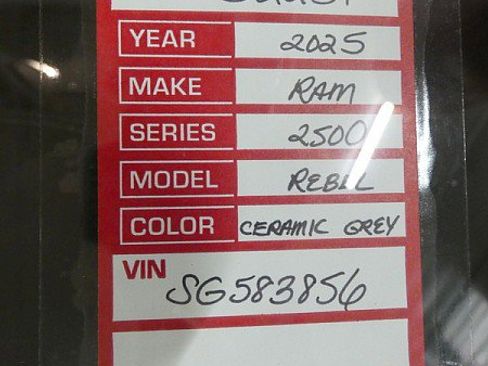 YEAR 2025
MAKE RAM
SERIES 2500
MODEL REBEL
COLOR CERAMIC GREY
VIN SG583856